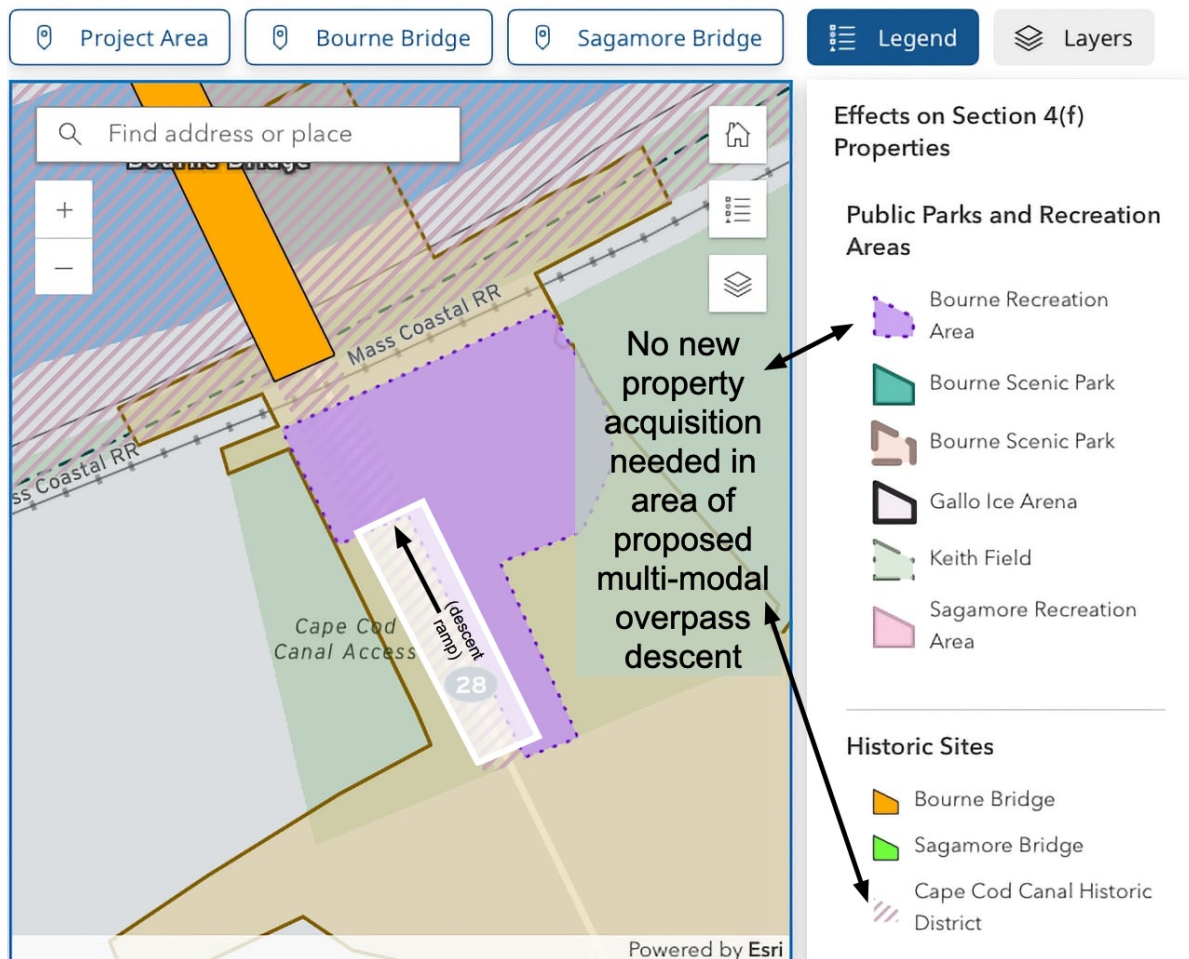 Project Area
Bourne Bridge
Sagamore Bridge
Legend
Layers
Find address or place
Bourne Bridge
+
−
Mass Coastal RR
ss Coastal RR
Cape Cod
Canal Access
(descent
ramp)
28
No new
property
acquisition
needed in
area of
proposed
multi-modal
overpass
descent
Powered by Esri
Effects on Section 4(f)
Properties
Public Parks and Recreation
Areas
Bourne Recreation
Area
Bourne Scenic Park
Bourne Scenic Park
Gallo Ice Arena
Keith Field
Sagamore Recreation
Area
Historic Sites
Bourne Bridge
Sagamore Bridge
Cape Cod Canal Historic
District